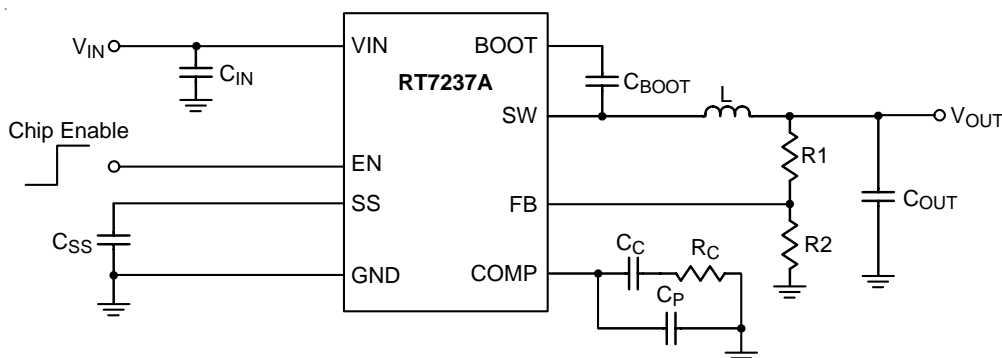 VIN
CIN
VIN
BOOT
RT7237A
CBOOT
SW
L
VOUT
Chip Enable
EN
R1
SS
FB
COUT
CSS
R2
GND
COMP
CC
RC
CP